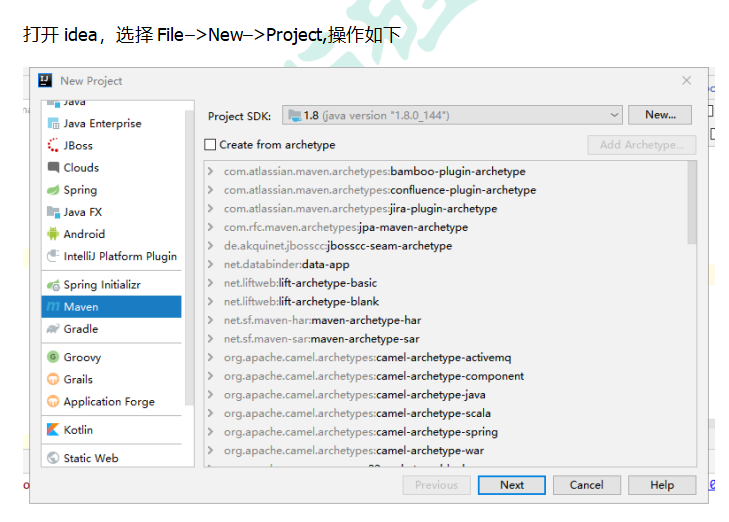 打开 idea，选择 File–>New–>Project,操作如下
New Project
Java
Java Enterprise
JBoss
Clouds
Spring
Java FX
Android
IntelliJ Platform Plugin
Spring Initializr
Maven
Gradle
Groovy
Grails
Application Forge
Kotlin
Static Web
Project SDK: 1.8 (java version "1.8.0_144") New...
Create from archetype Add Archetype...
com.atlassian.maven.archetypes:bamboo-plugin-archetype
com.atlassian.maven.archetypes:confluence-plugin-archetype
com.atlassian.maven.archetypes:jira-plugin-archetype
com.rfc.maven.archetypes:jpa-maven-archetype
de.akquinet.jbosscc:jbosscc-seam-archetype
net.databinder:data-app
net.liftweb:lift-archetype-basic
net.liftweb:lift-archetype-blank
net.sf.maven-har:maven-archetype-har
net.sf.maven-sar:maven-archetype-sar
org.apache.camel.archetypes:camel-archetype-activemq
org.apache.camel.archetypes:camel-archetype-component
org.apache.camel.archetypes:camel-archetype-java
org.apache.camel.archetypes:camel-archetype-scala
org.apache.camel.archetypes:camel-archetype-spring
org.apache.camel.archetypes:camel-archetype-war
Previous Next Cancel Help